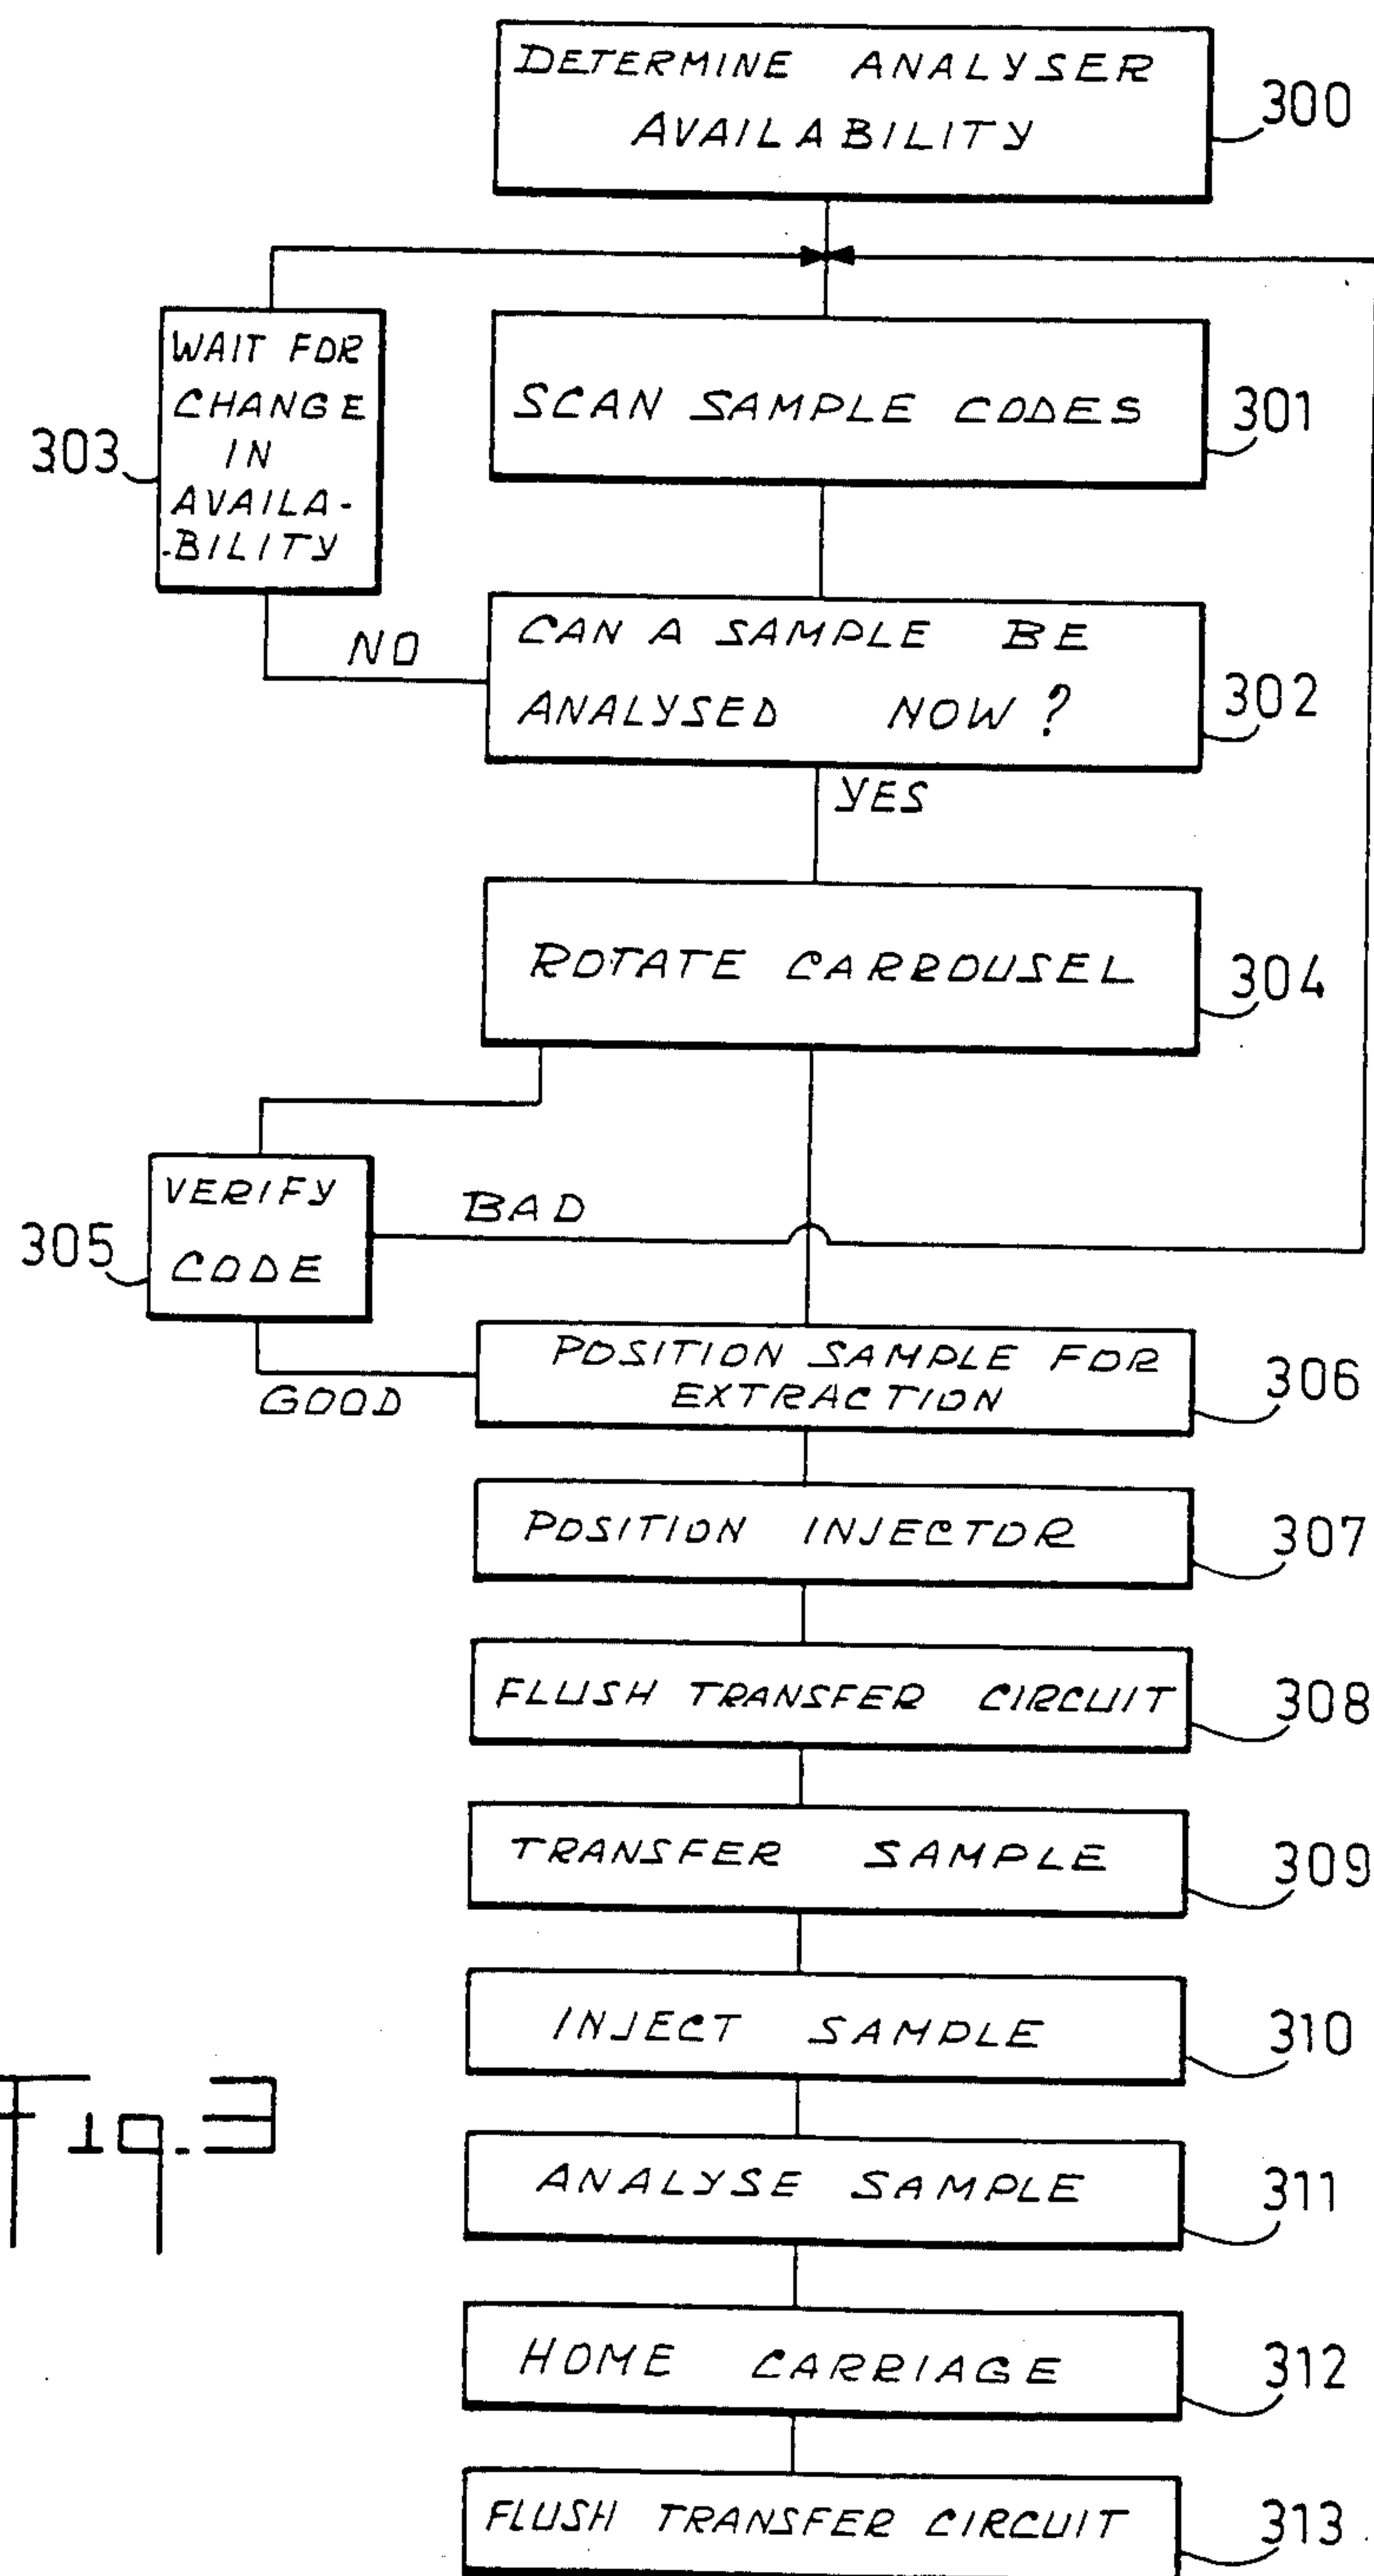 DETERMINE ANALYSER
AVAILABILITY
300
WAIT FOR
CHANGE
IN
AVAILA-
-BILITY
303
SCAN SAMPLE CODES
301
NO
CAN A SAMPLE BE
ANALYSED NOW?
302
YES
ROTATE CARROUSEL
304
VERIFY
CODE
305
BAD
GOOD
POSITION SAMPLE FOR
EXTRACTION
306
POSITION INJECTOR
307
FLUSH TRANSFER CIRCUIT
308
TRANSFER SAMPLE
309
INJECT SAMPLE
310
ANALYSE SAMPLE
311
HOME CARRIAGE
312
FLUSH TRANSFER CIRCUIT
313
Fig.3